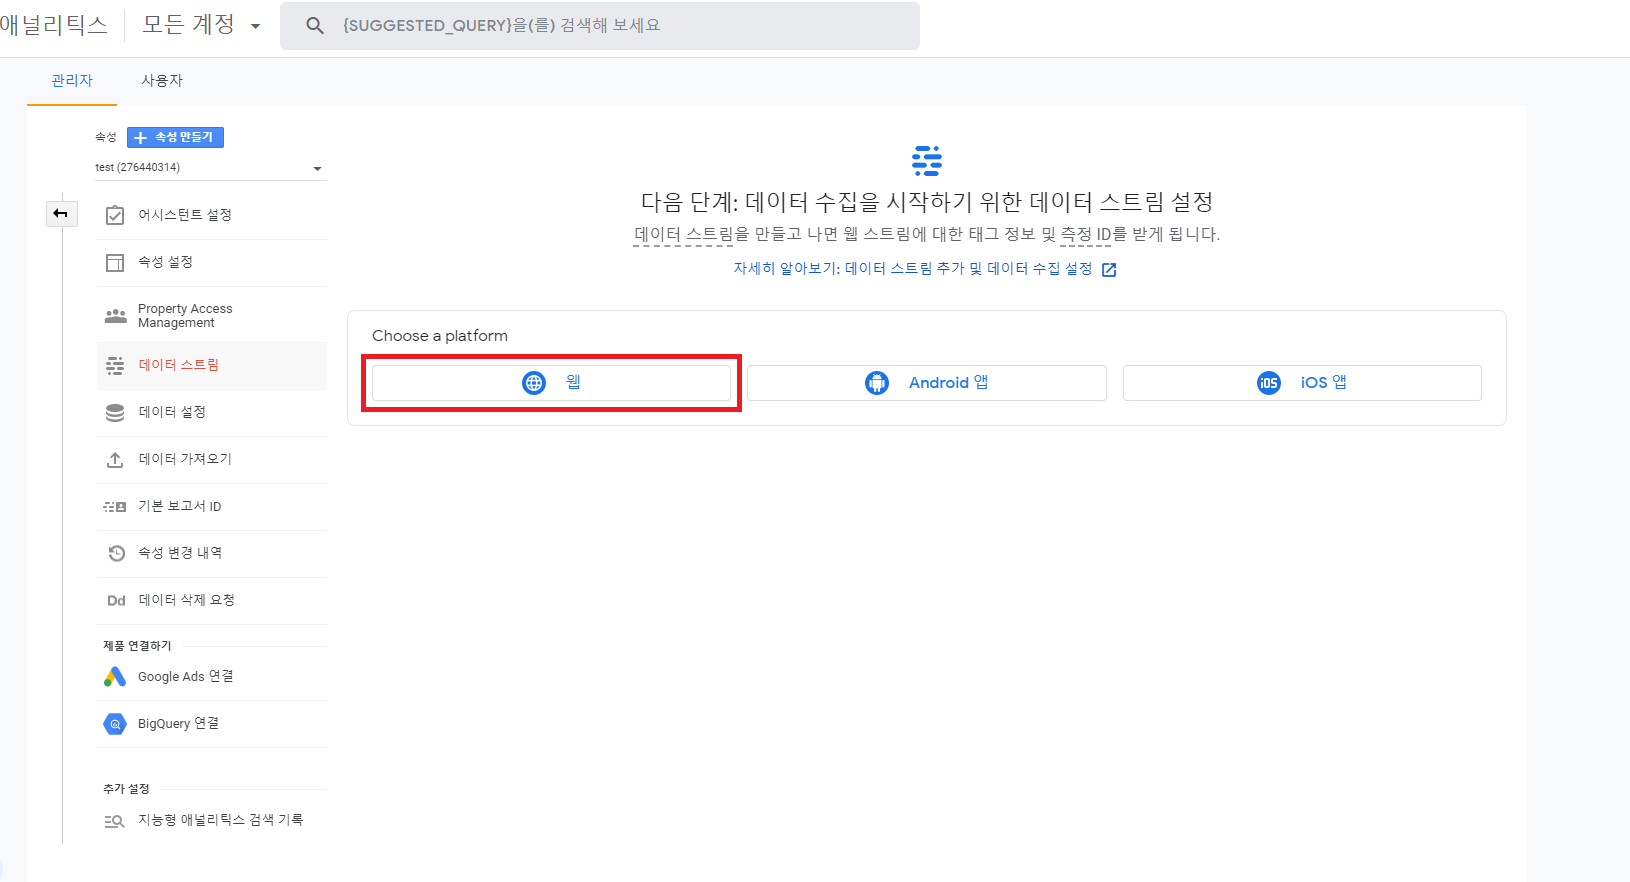 애널리틱스
모든 계정
{SUGGESTED_QUERY}을(를) 검색해 보세요
관리자
사용자
속성
속성 만들기
test (276440314)
어시스턴트 설정
속성 설정
Property Access
Management
데이터 스트림
데이터 설정
데이터 가져오기
기본 보고서 ID
속성 변경 내역
Dd
데이터 삭제 요청
제품 연결하기
Google Ads 연결
BigQuery 연결
추가 설정
지능형 애널리틱스 검색 기록
다음 단계: 데이터 수집을 시작하기 위한 데이터 스트림 설정
데이터 스트림을 만들고 나면 웹 스트림에 대한 태그 정보 및 측정 ID를 받게 됩니다.
자세히 알아보기: 데이터 스트림 추가 및 데이터 수집 설정
Choose a platform
웹
Android 앱
iOS
iOS 앱